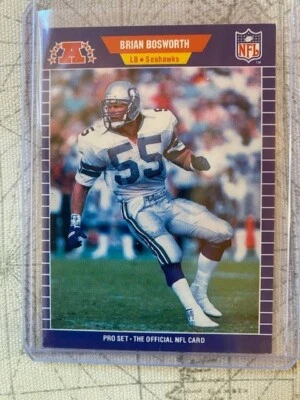 A
BRIAN BOSWORTH
LB • Seahawks
NFL
55
PRO SET • THE OFFICIAL NFL CARD